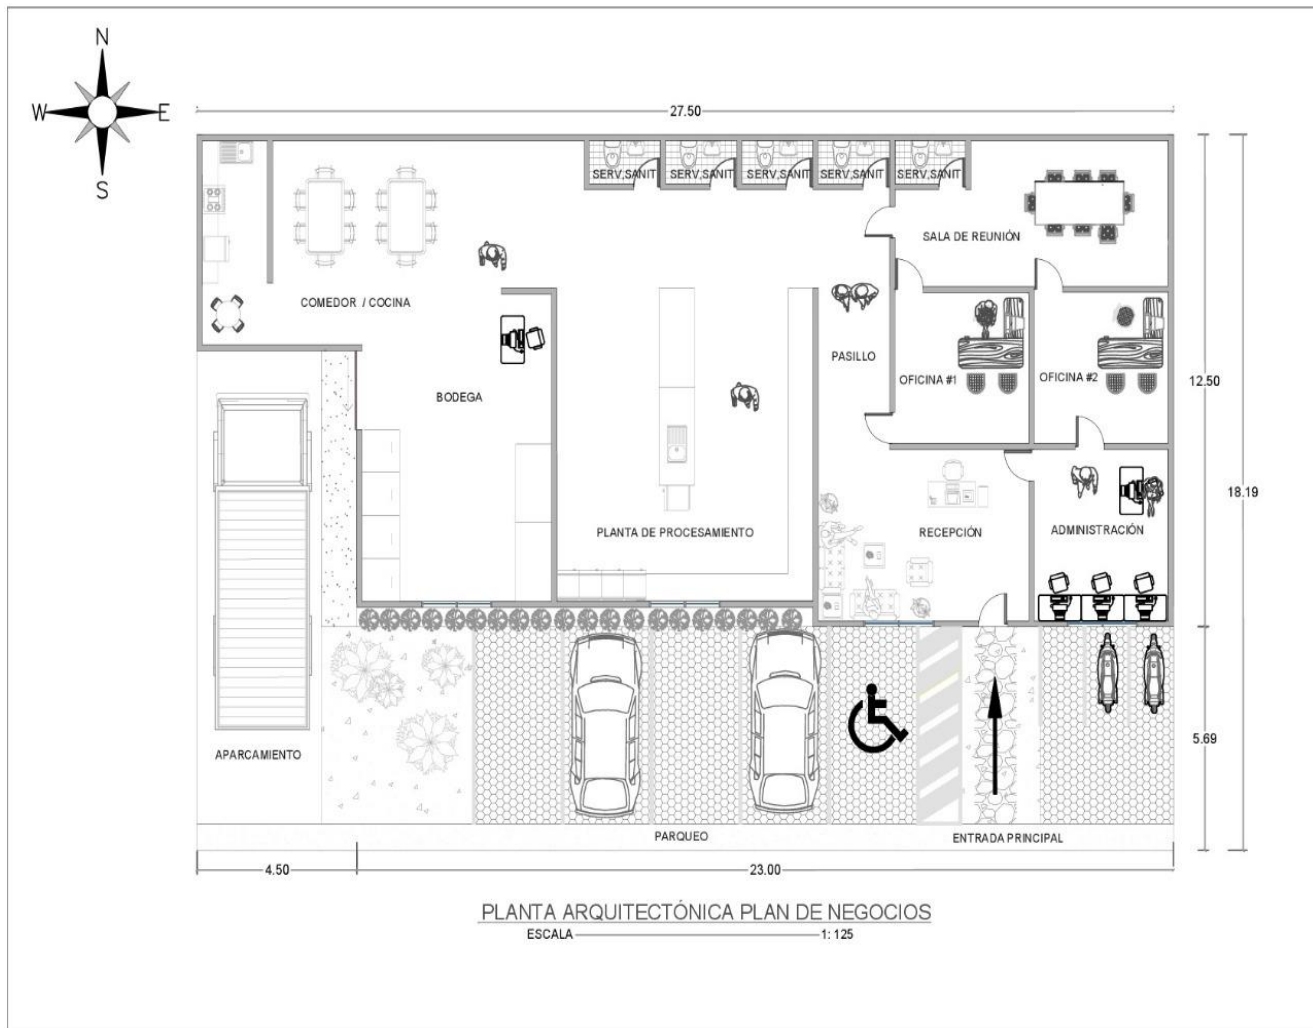 N
W E
S
27.50
SERV,SANIT SERV,SANIT SERV,SANIT SERV,SANIT SERV,SANIT
SALA DE REUNIÓN
COMEDOR / COCINA
PASILLO
OFICINA #1 OFICINA #2
12.50
BODEGA
18.19
PLANTA DE PROCESAMIENTO
RECEPCIÓN
ADMINISTRACIÓN
5.69
APARCAMIENTO
PARQUEO
ENTRADA PRINCIPAL
4.50 23.00
PLANTA ARQUITECTÓNICA PLAN DE NEGOCIOS
ESCALA 1: 125